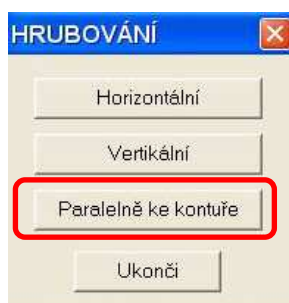 HRUBOVÁNÍ
Horizontální
Vertikální
Paralelně ke kontuře
Ukonči